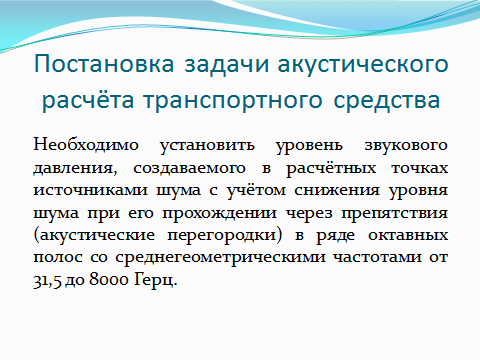 Постановка задачи акустического
расчёта транспортного средства
Необходимо установить уровень звукового
давления, создаваемого в расчётных точках
источниками шума с учётом снижения уровня
шума при его прохождении через препятствия
(акустические перегородки) в ряде октавных
полос со среднегеометрическими частотами от
31,5 до 8000 Герц.